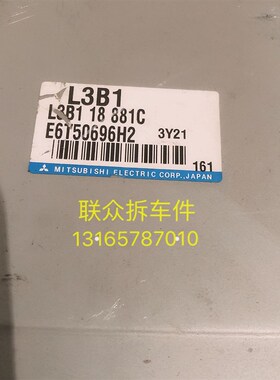 L3B1
L3B1 18 881C
E6T50696H2 3Y21
161
MITSUBISHI ELECTRIC CORP.,JAPAN
联众拆车件
13165787010